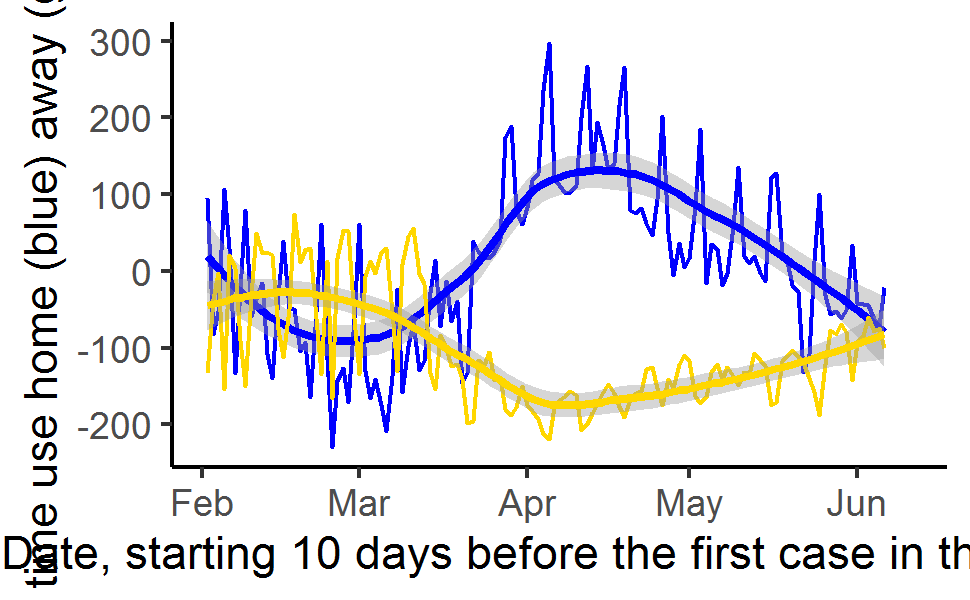 time use home (blue) away (
300
200
100
0
-100
-200
Feb Mar Apr May Jun
Date, starting 10 days before the first case in th